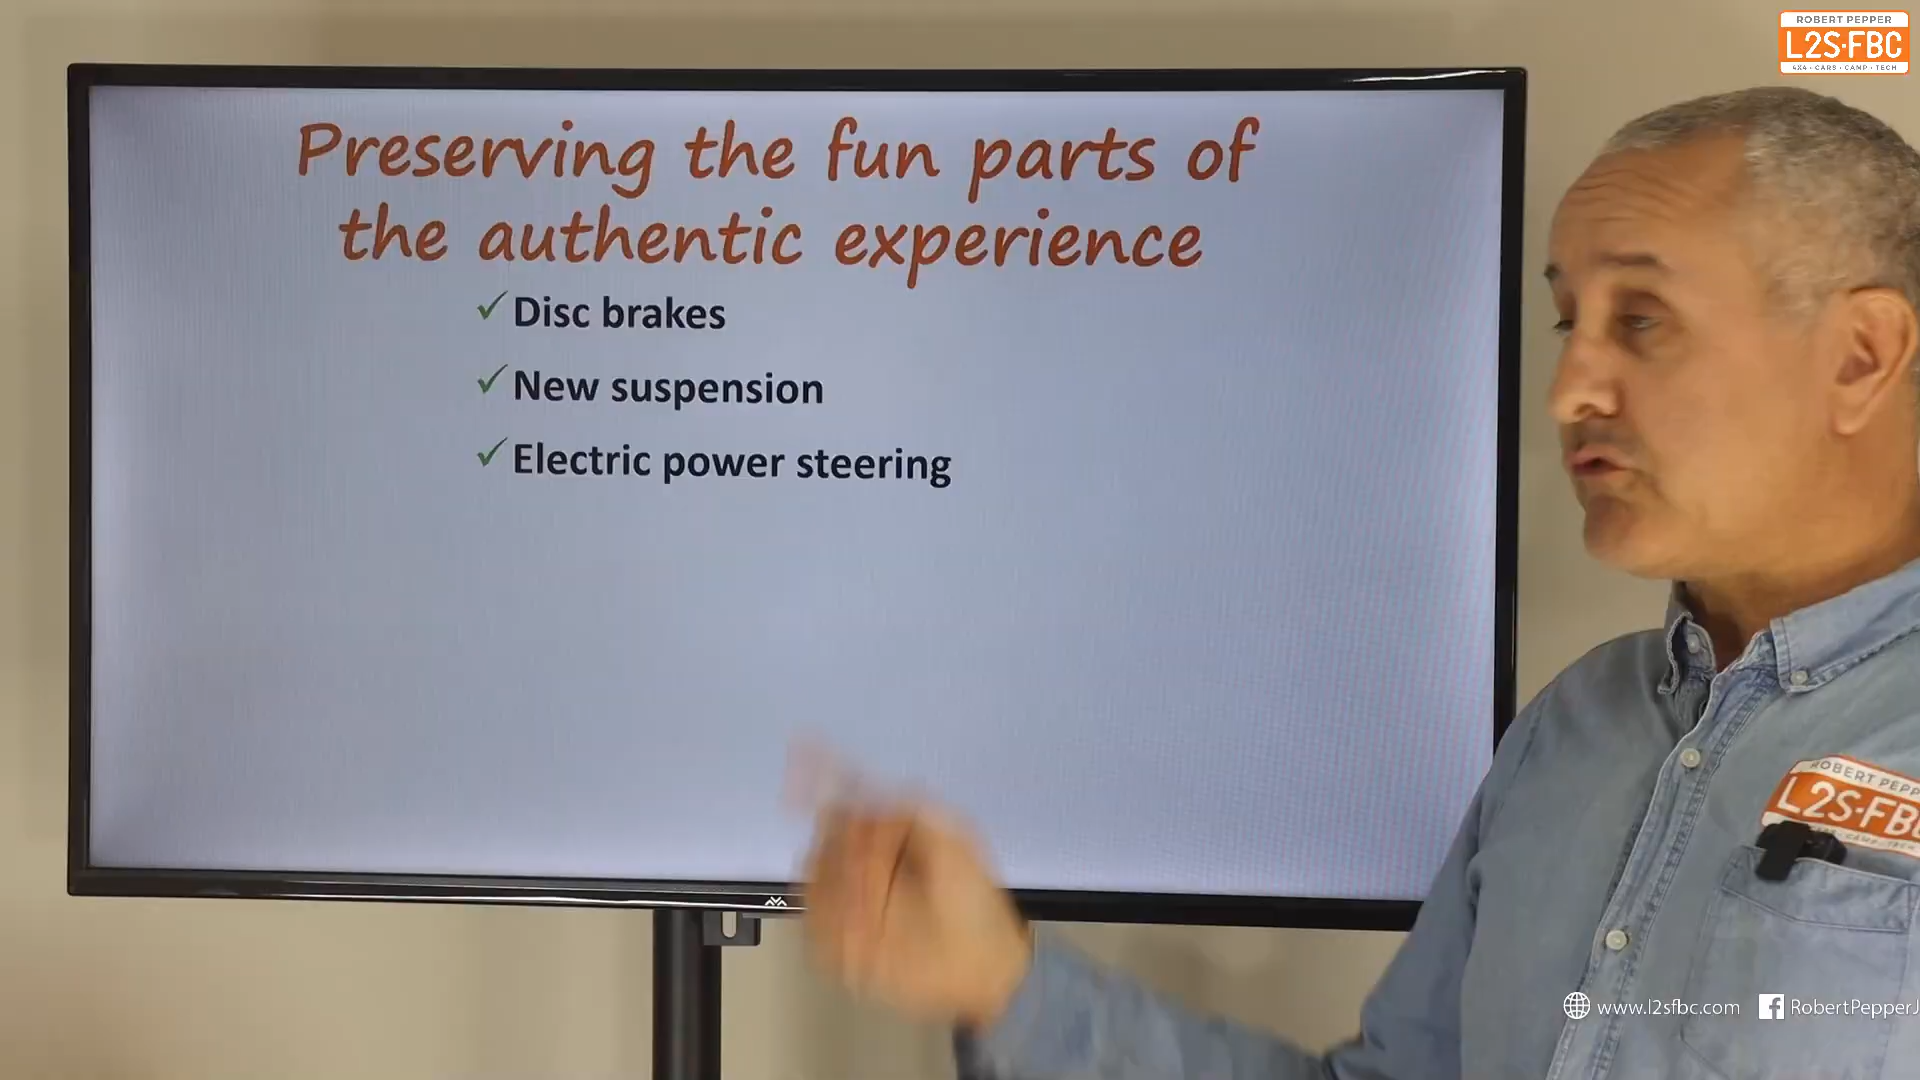 ROBERT PEPPER
L2S·FBC
4X4 · CARS · CAMP · TECH
Preserving the fun parts of
the authentic experience
✓ Disc brakes
✓ New suspension
✓ Electric power steering
ROBERT PEPP
L2S·FBC
www.l2sfbc.com
RobertPepperJ